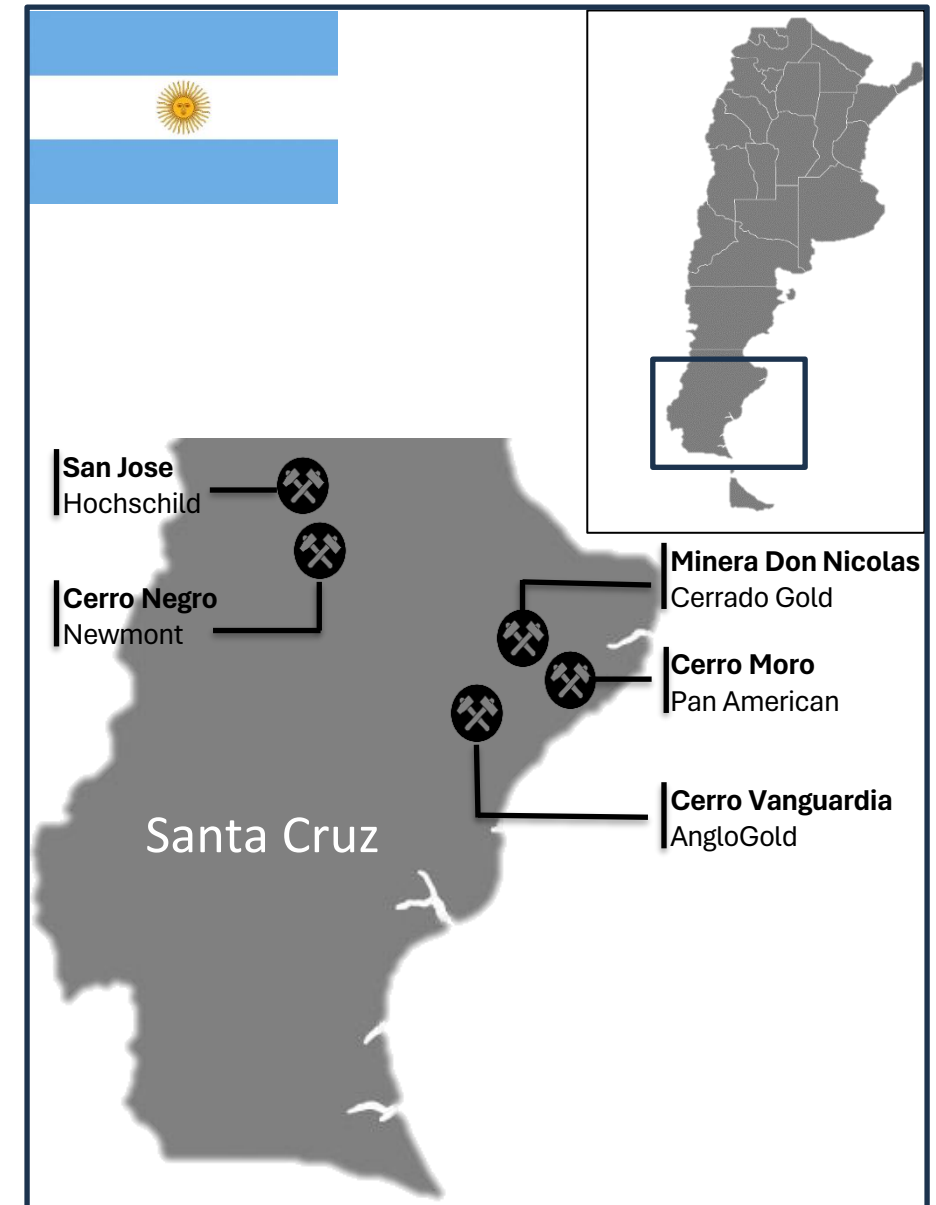 San Jose
Hochschild
Cerro Negro
Newmont
Minera Don Nicolas
Cerrado Gold
Cerro Moro
Pan American
Cerro Vanguardia
AngloGold
Santa Cruz